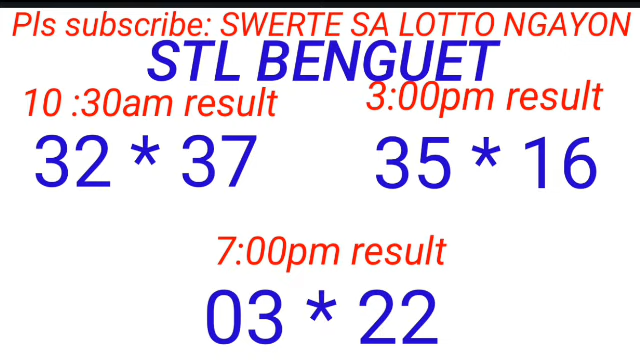 Pls subscribe: SWERTE SA LOTTO NGAYON
STL BENGUET
10 :30am result
32 * 37
3:00pm result
35 * 16
7:00pm result
03 * 22